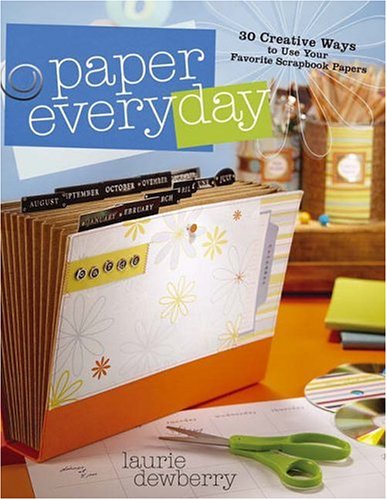 30 Creative Ways
to Use Your
Favorite Scrapbook Papers
paper
everyday
AUGUST SEPTEMBER OCTOBER NOVEMBER JULY
JANUARY FEBRUARY
laurie
dewberry